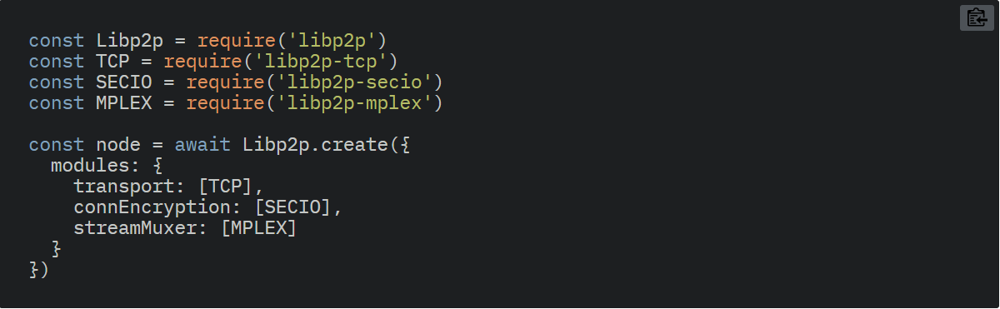 const Libp2p = require('libp2p')
const TCP = require('libp2p-tcp')
const SECIO = require('libp2p-secio')
const MPLEX = require('libp2p-mplex')

const node = await Libp2p.create({
  modules: {
    transport: [TCP],
    connEncryption: [SECIO],
    streamMuxer: [MPLEX]
  }
})